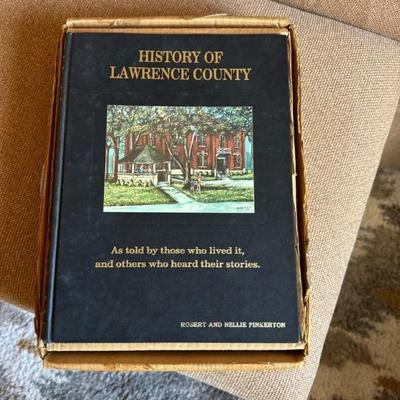 HISTORY OF
LAWRENCE COUNTY
As told by those who lived it,
and others who heard their stories.
ROBERT AND NELLIE PINKERTON